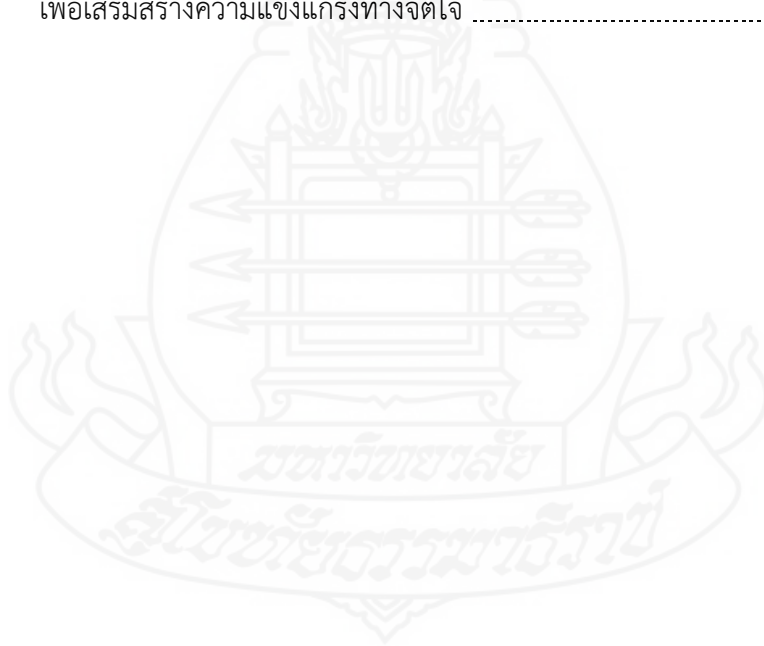 เพื่อเสริมสร้างความแข็งแกร่งทางจิตใจ
มหาวิทยาลัย
สุโขทัยธรรมาธิราช